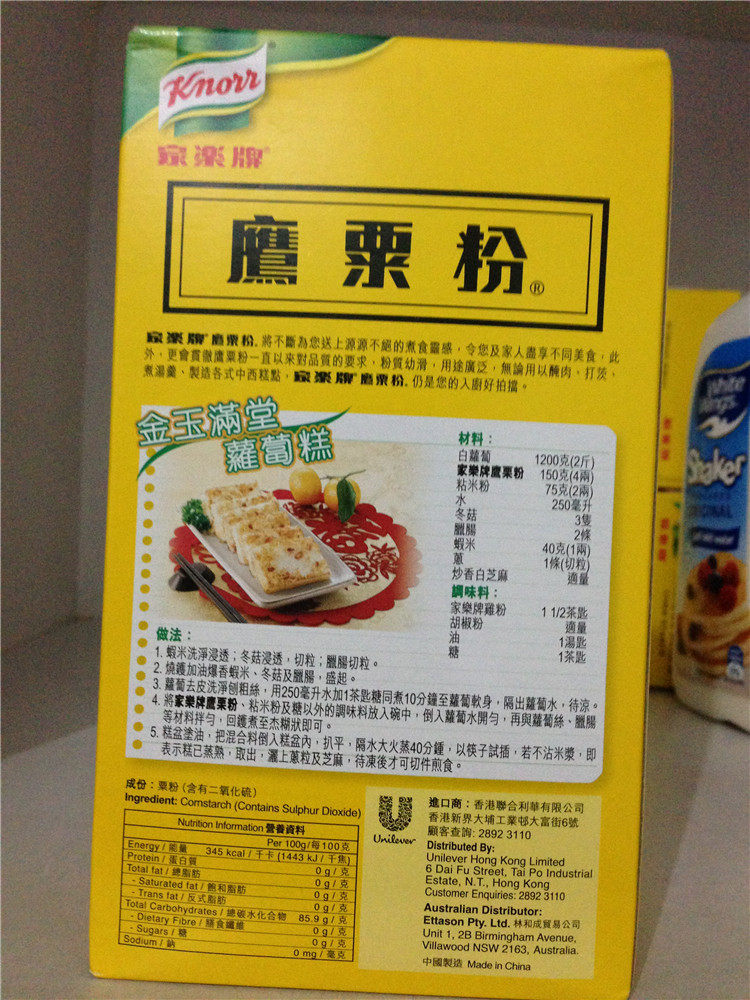 Knorr
家樂牌
鷹粟粉®
家樂牌®鷹粟粉® 將不斷為您送上源源不絕的煮食靈感，令您及家人盡享不同美食，此
外，更會貫徹鷹粟粉一直以來對品質的要求，粉質幼滑，用途廣泛，無論用以醃肉、打芡、
煮湯羹、製造各式中西糕點，家樂牌®鷹粟粉® 仍是您的入廚好拍擋。
金玉滿堂
蘿蔔糕
材料：
白蘿蔔 1200克(2斤)
家樂牌鷹粟粉 150克(4兩)
粘米粉 75克(2兩)
水 250毫升
冬菇 3隻
臘腸 2條
蝦米 40克(1兩)
蔥 1條(切粒)
炒香白芝麻 適量
調味料：
家樂牌雞粉 1 1/2茶匙
胡椒粉 適量
油 1湯匙
糖 1茶匙
做法：
1. 蝦米洗淨浸透；冬菇浸透，切粒；臘腸切粒。
2. 燒鑊加油爆香蝦米、冬菇及臘腸，盛起。
3. 蘿蔔去皮洗淨刨粗絲，用250毫升水加1茶匙糖同煮10分鐘至蘿蔔軟身，隔出蘿蔔水，待涼。
4. 將家樂牌鷹粟粉、粘米粉及糖以外的調味料放入碗中，倒入蘿蔔水開勻，再與蘿蔔絲、臘腸
等材料拌勻，回鑊煮至杰糊狀即可。
5. 糕盆塗油，把混合料倒入糕盆內，扒平，隔水大火蒸40分鐘，以筷子試插，若不沾米漿，即
表示糕已蒸熟，取出，灑上蔥粒及芝麻，待凍後才可切件煎食。
成份：粟粉（含有二氧化硫）
Ingredient: Cornstarch (Contains Sulphur Dioxide)
Nutrition Information 營養資料
Per 100g/每100克
Energy / 能量 345 kcal / 千卡 (1443 kJ / 千焦)
Protein / 蛋白質 0 g / 克
Total fat / 總脂肪 0 g / 克
- Saturated fat / 飽和脂肪 0 g / 克
- Trans fat / 反式脂肪 0 g / 克
Total Carbohydrates / 總碳水化合物 85.9 g / 克
- Dietary Fibre / 膳食纖維 0 g / 克
- Sugars / 糖 0 g / 克
Sodium / 鈉 0 mg / 毫克
Unilever
進口商：香港聯合利華有限公司
香港新界大埔工業邨大富街6號
顧客查詢: 2892 3110
Distributed By:
Unilever Hong Kong Limited
6 Dai Fu Street, Tai Po Industrial
Estate, N.T., Hong Kong
Customer Enquiries: 2892 3110
Australian Distributor:
Ettason Pty. Ltd. 林和成貿易公司
Unit 1, 2B Birmingham Avenue,
Villawood NSW 2163, Australia.
中國製造 Made in China
White
Wings
Shaker